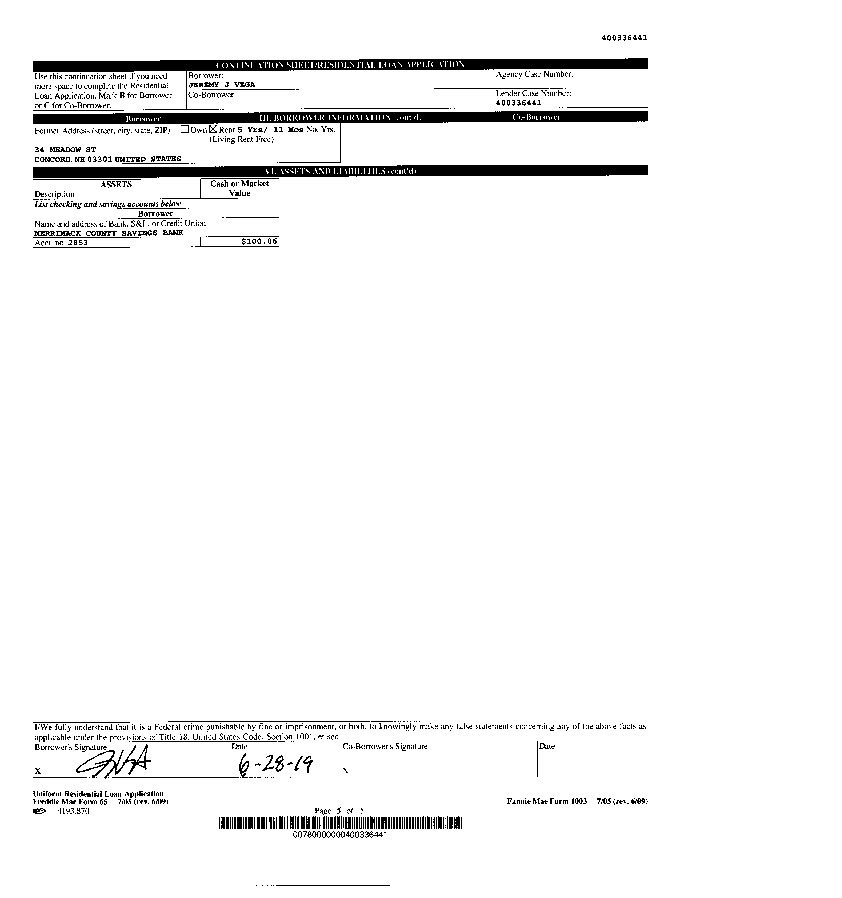 400336441
CONTINUATION SHEET/RESIDENTIAL LOAN APPLICATION
Use this continuation sheet if you need
more space to complete the Residential
Loan Application. Mark B for Borrower
or C for Co-Borrower.
Borrower:
JEREMY J VEGA
Co-Borrower
Agency Case Number:
Lender Case Number:
400336441
Borrower III. BORROWER INFORMATION (cont'd) Co-Borrower
Former Address (street, city, state, ZIP) Own Rent 5 Yrs/ 11 Mos No. Yrs.
(Living Rent Free)
34 MEADOW ST
CONCORD, NH 03301 UNITED STATES
VI. ASSETS AND LIABILITIES (cont'd)
ASSETS
Description
Cash or Market
Value
List checking and savings accounts below
Borrower
Name and address of Bank, S&L, or Credit Union
MERRIMACK COUNTY SAVINGS BANK
Acct. no. 2853 $100.06
I/We fully understand that it is a Federal crime punishable by fine or imprisonment, or both, to knowingly make any false statements concerning any of the above facts as
applicable under the provisions of Title 18, United States Code, Section 1001, et seq.
Borrower's Signature Date Co-Borrower's Signature Date
X 6-28-19
Uniform Residential Loan Application
Freddie Mac Form 65 7/05 (rev. 6/09) Fannie Mae Form 1003 7/05 (rev. 6/09)
4193.870 Page 5 of